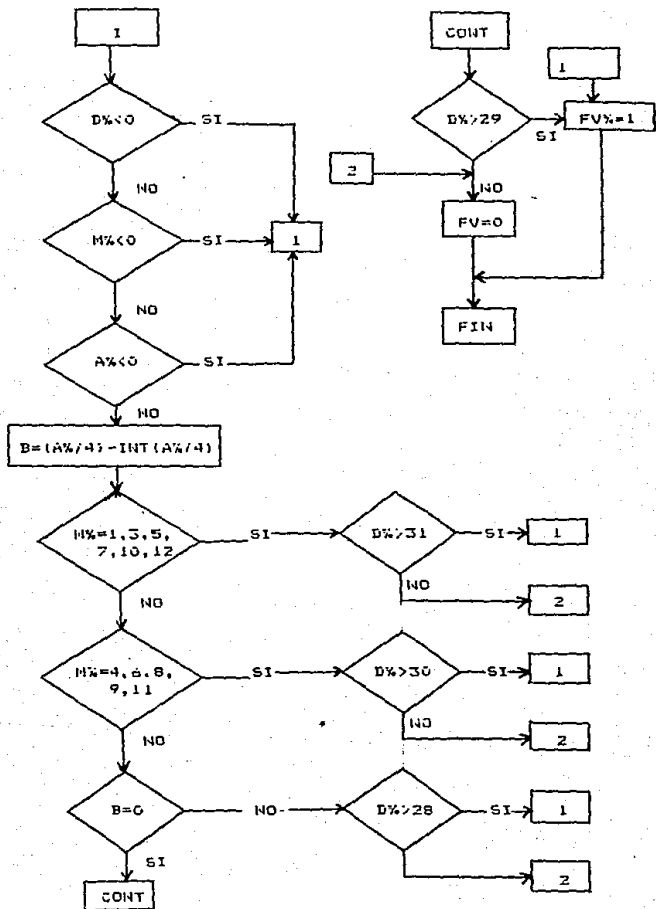 I
D%<0
SI
NO
M%<0
SI
1
NO
A%<0
SI
NO
B=(A%/4)-INT(A%/4)
M%=1,3,5,
7,10,12
SI
D%>31
SI
1
NO
2
NO
M%=4,6,8,
9,11
SI
D%>30
SI
1
NO
2
NO
B=0
NO
D%>28
SI
1
2
SI
CONT
CONT
D%>29
SI
1
FV%=1
2
NO
FV=0
FIN